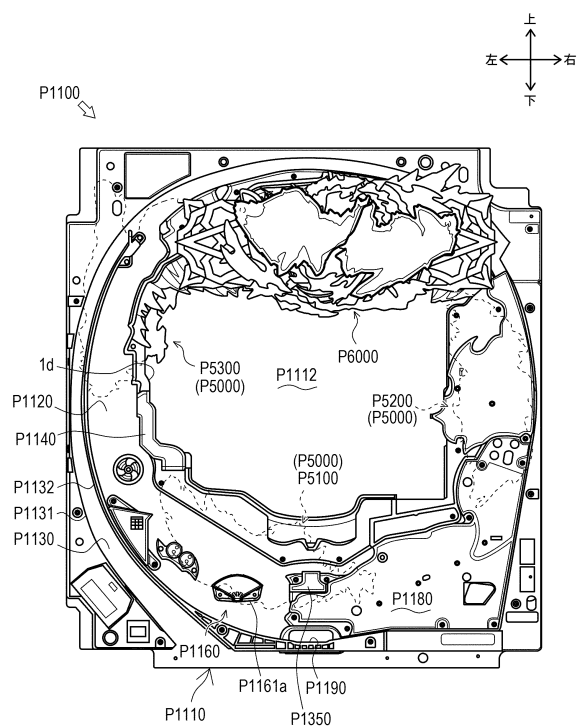 上
左 右
下
P1100
1d
P5300
(P5000)
P1112
P6000
P5200
(P5000)
P1120
P1140
(P5000)
P5100
P1132
P1131
P1130
P1180
P1160
P1161a
P1190
P1110
P1350